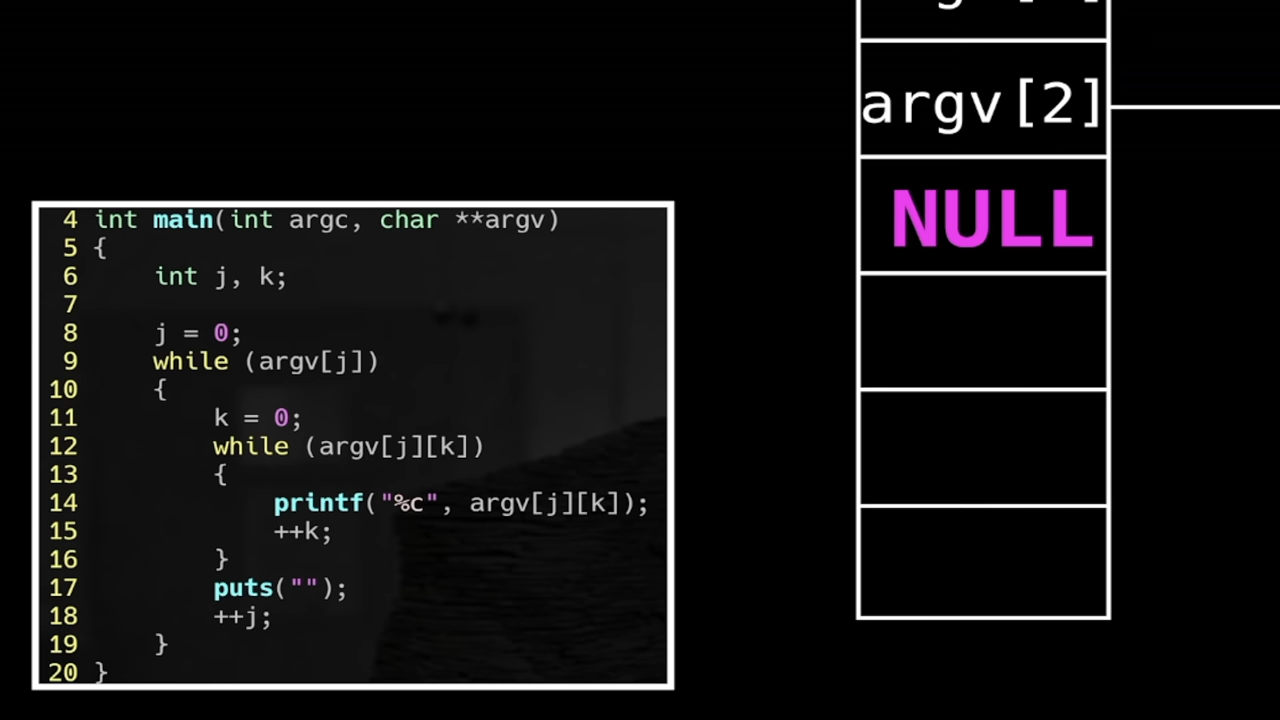 argv[2]
NULL
4 int main(int argc, char **argv)
5 {
6     int j, k;
7
8     j = 0;
9     while (argv[j])
10     {
11         k = 0;
12         while (argv[j][k])
13         {
14             printf("%c", argv[j][k]);
15             ++k;
16         }
17         puts("");
18         ++j;
19     }
20 }